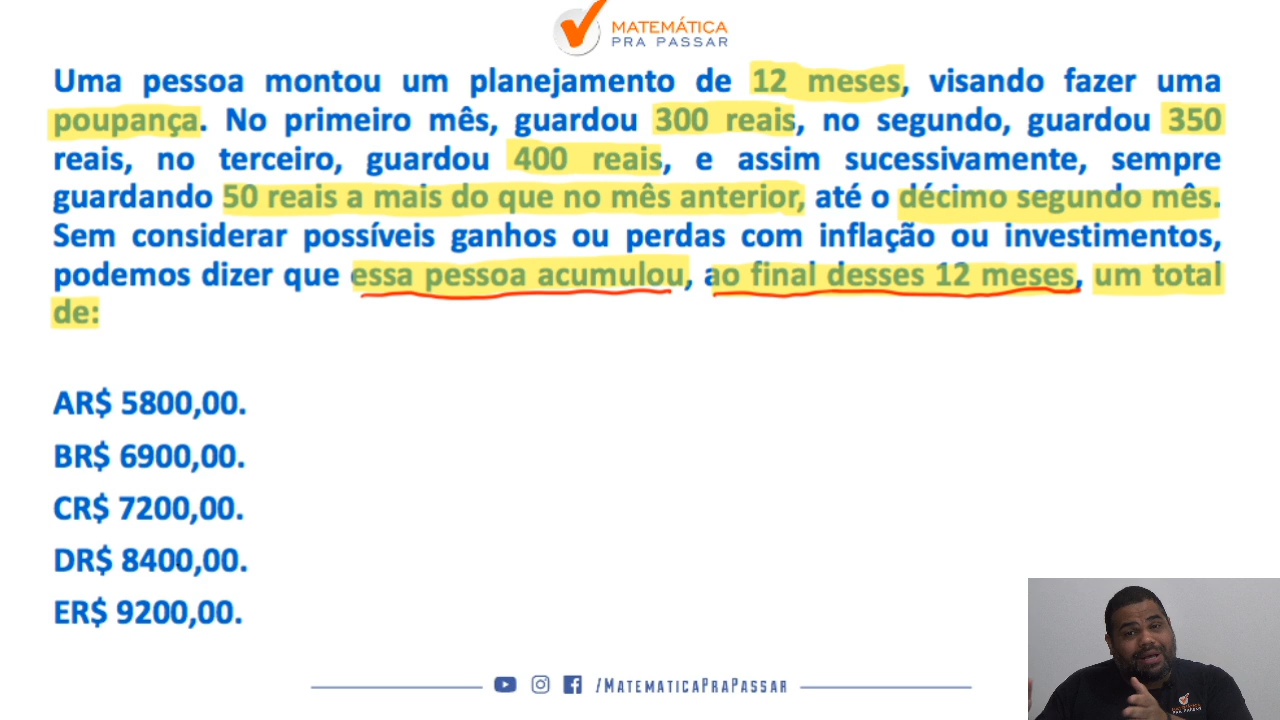 MATEMÁTICA
PRA PASSAR
Uma pessoa montou um planejamento de 12 meses, visando fazer uma
poupança. No primeiro mês, guardou 300 reais, no segundo, guardou 350
reais, no terceiro, guardou 400 reais, e assim sucessivamente, sempre
guardando 50 reais a mais do que no mês anterior, até o décimo segundo mês.
Sem considerar possíveis ganhos ou perdas com inflação ou investimentos,
podemos dizer que essa pessoa acumulou, ao final desses 12 meses, um total
de:
AR$ 5800,00.
BR$ 6900,00.
CR$ 7200,00.
DR$ 8400,00.
ER$ 9200,00.
/MATEMATICAPRAPASSAR
MATEMÁTICA
PRA PASSAR